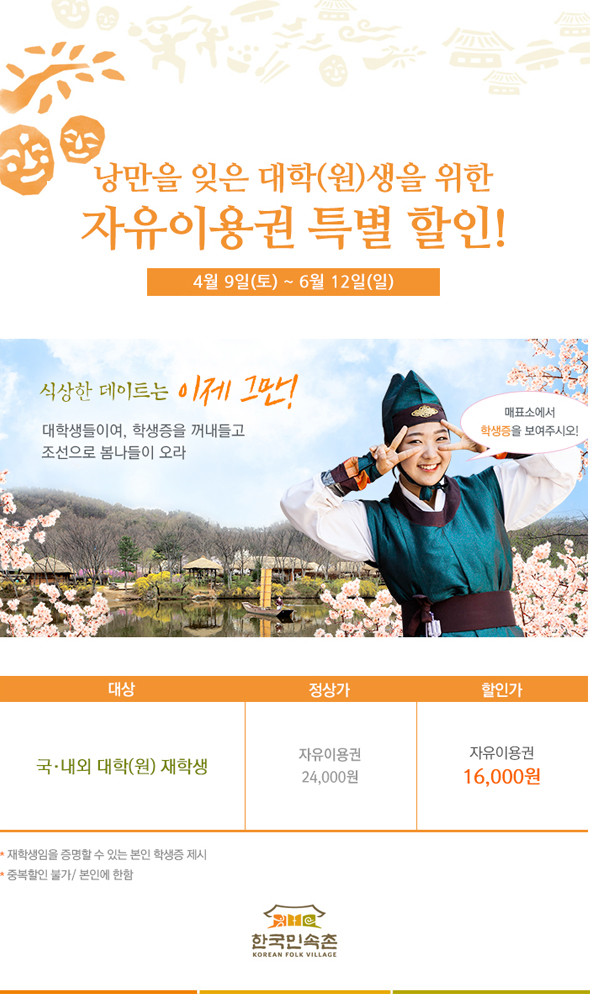 낭만을 잊은 대학(원)생을 위한
자유이용권 특별 할인!
4월 9일(토) ~ 6월 12일(일)
식상한 데이트는 이제 그만!
대학생들이여, 학생증을 꺼내들고
조선으로 봄나들이 오라
매표소에서
학생증을 보여주시오!
대상 정상가 할인가
국·내외 대학(원) 재학생
자유이용권
24,000원
자유이용권
16,000원
* 재학생임을 증명할 수 있는 본인 학생증 제시
* 중복할인 불가/ 본인에 한함
한국민속촌
KOREAN FOLK VILLAGE